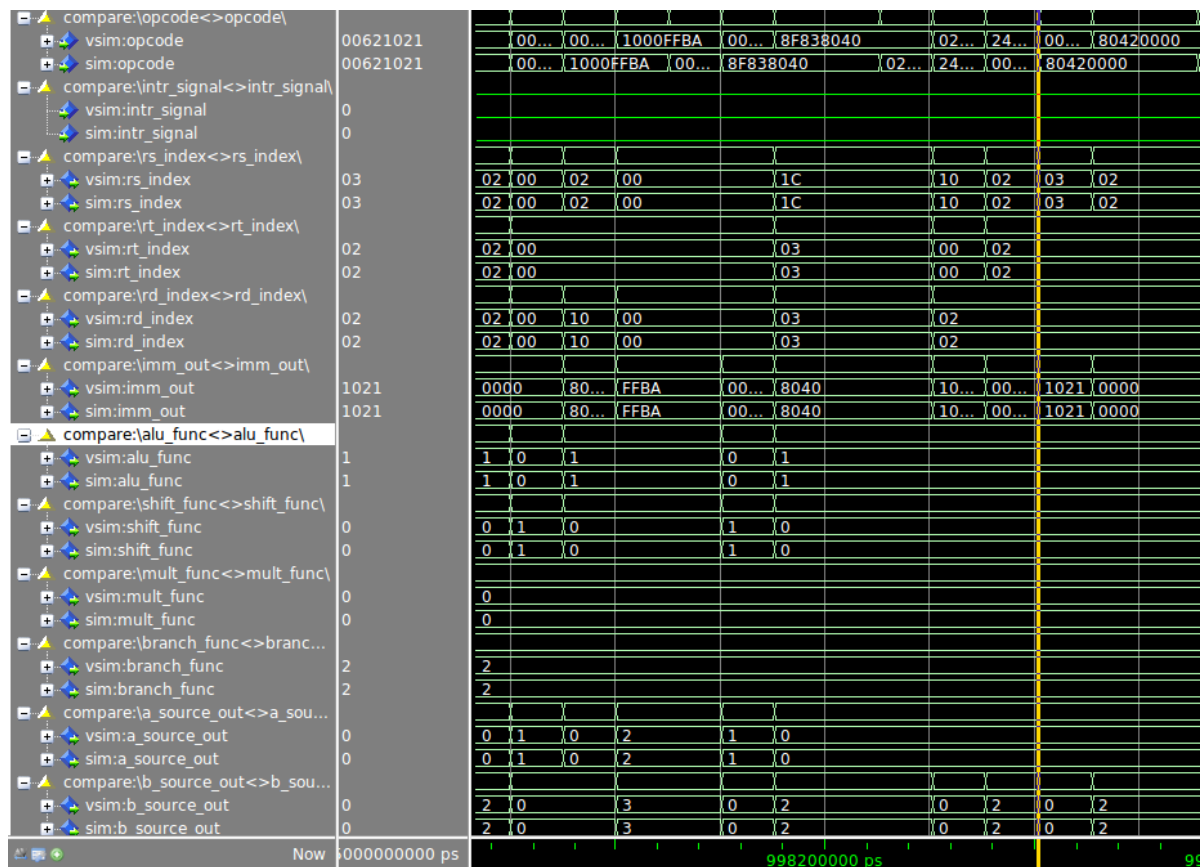 compare:\opcode<>opcode\
vsim:opcode 00621021 00... 00... 1000FFBA 00... 8F838040 02... 24... 00... 80420000
sim:opcode 00621021 00... 1000FFBA 00... 8F838040 02... 24... 00... 80420000
compare:\intr_signal<>intr_signal\
vsim:intr_signal 0
sim:intr_signal 0
compare:\rs_index<>rs_index\
vsim:rs_index 03 02 00 02 00 1C 10 02 03 02
sim:rs_index 03 02 00 02 00 1C 10 02 03 02
compare:\rt_index<>rt_index\
vsim:rt_index 02 02 00 03 00 02
sim:rt_index 02 02 00 03 00 02
compare:\rd_index<>rd_index\
vsim:rd_index 02 02 00 10 00 03 02
sim:rd_index 02 02 00 10 00 03 02
compare:\imm_out<>imm_out\
vsim:imm_out 1021 0000 80... FFBA 00... 8040 10... 00... 1021 0000
sim:imm_out 1021 0000 80... FFBA 00... 8040 10... 00... 1021 0000
compare:\alu_func<>alu_func\
vsim:alu_func 1 1 0 1 0 1
sim:alu_func 1 1 0 1 0 1
compare:\shift_func<>shift_func\
vsim:shift_func 0 0 1 0 1 0
sim:shift_func 0 0 1 0 1 0
compare:\mult_func<>mult_func\
vsim:mult_func 0 0
sim:mult_func 0 0
compare:\branch_func<>branc...
vsim:branch_func 2 2
sim:branch_func 2 2
compare:\a_source_out<>a_sou...
vsim:a_source_out 0 0 1 0 2 1 0
sim:a_source_out 0 0 1 0 2 1 0
compare:\b_source_out<>b_sou...
vsim:b_source_out 0 2 0 3 0 2 0 2 0 2
sim:b_source_out 0 2 0 3 0 2 0 2 0 2
Now 000000000 ps 998200000 ps